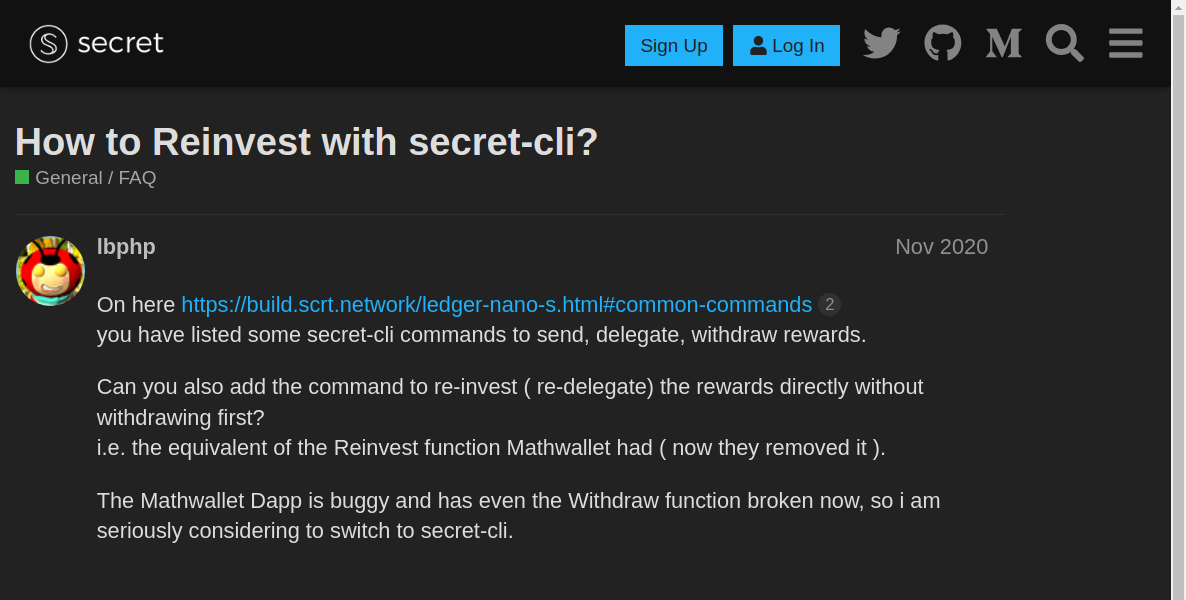 secret
Sign Up
Log In
How to Reinvest with secret-cli?
General / FAQ
lbphp
Nov 2020
On here https://build.scrt.network/ledger-nano-s.html#common-commands 2
you have listed some secret-cli commands to send, delegate, withdraw rewards.
Can you also add the command to re-invest ( re-delegate) the rewards directly without
withdrawing first?
i.e. the equivalent of the Reinvest function Mathwallet had ( now they removed it ).
The Mathwallet Dapp is buggy and has even the Withdraw function broken now, so i am
seriously considering to switch to secret-cli.